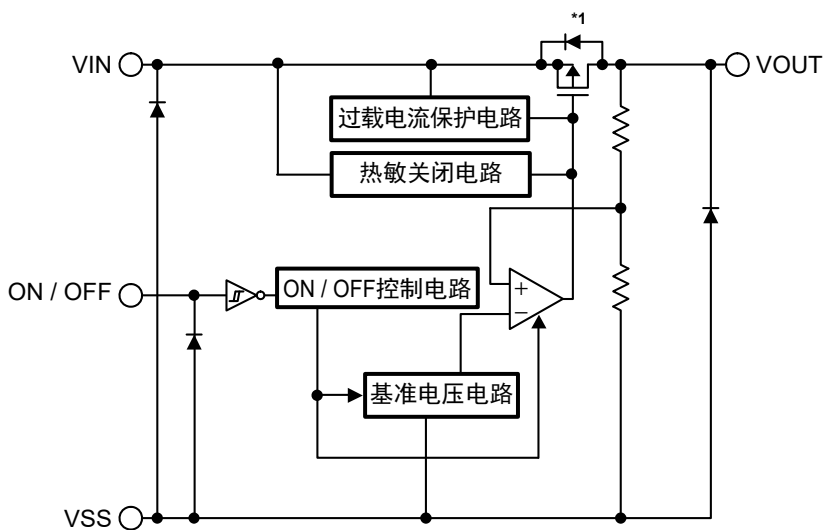 *1
VIN
VOUT
过载电流保护电路
热敏关闭电路
ON / OFF
ON / OFF控制电路
+
−
基准电压电路
VSS